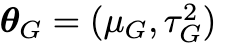 𝜽_G = (μ_G, τ_G^2)